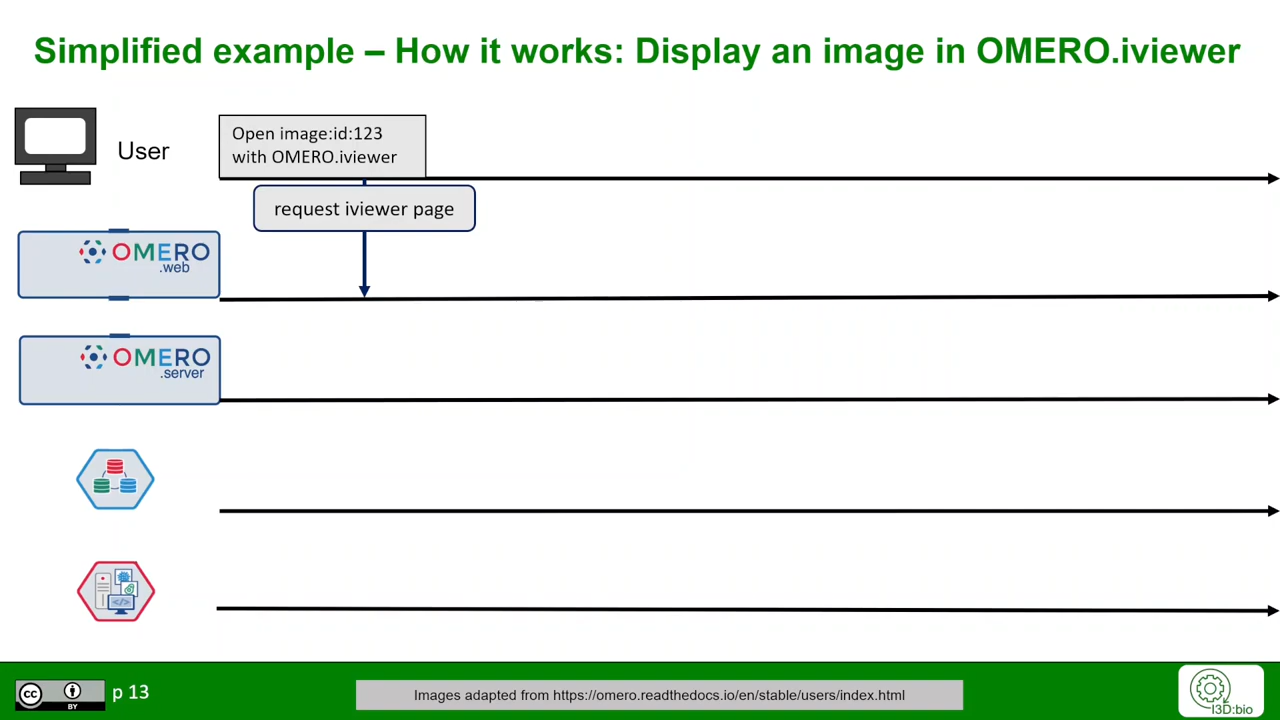 Simplified example – How it works: Display an image in OMERO.iviewer
User
Open image:id:123
with OMERO.iviewer
request iviewer page
OMERO
.web
OMERO
.server
</>
cc
BY
p 13
Images adapted from https://omero.readthedocs.io/en/stable/users/index.html
I3D:bio